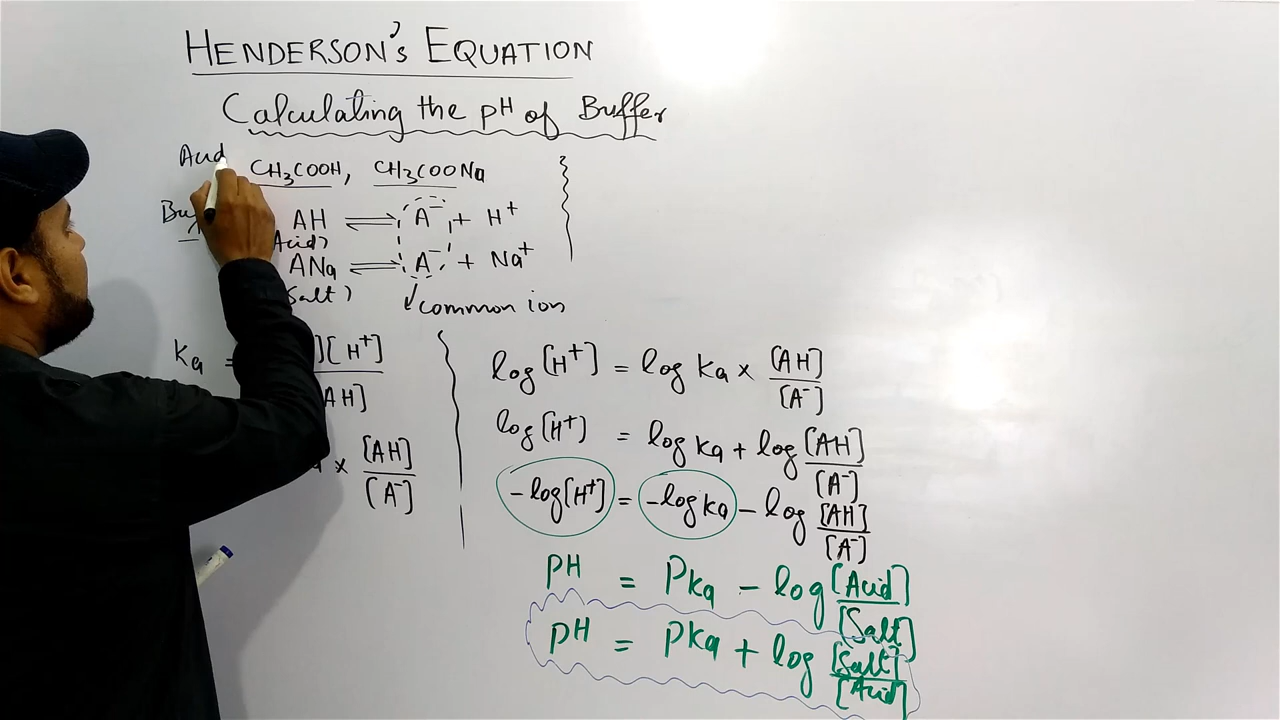 HENDERSON'S EQUATION
Calculating the pH of Buffer
Acid CH3COOH, CH3COONa
AH ⇌ A⁻ + H⁺
ANa ⇌ A⁻ + Na⁺
Salt)
common ion
Ka = ][H⁺]
AH]
× [AH]
[A⁻]
log [H⁺] = log Ka × [AH]
[A⁻]
log [H⁺] = log Ka + log [AH]
[A⁻]
-log[H⁺] = -log Ka - log [AH]
[A⁻]
PH = PKa - log [Acid]
[Salt]
PH = PKa + log [Salt]
[Acid]